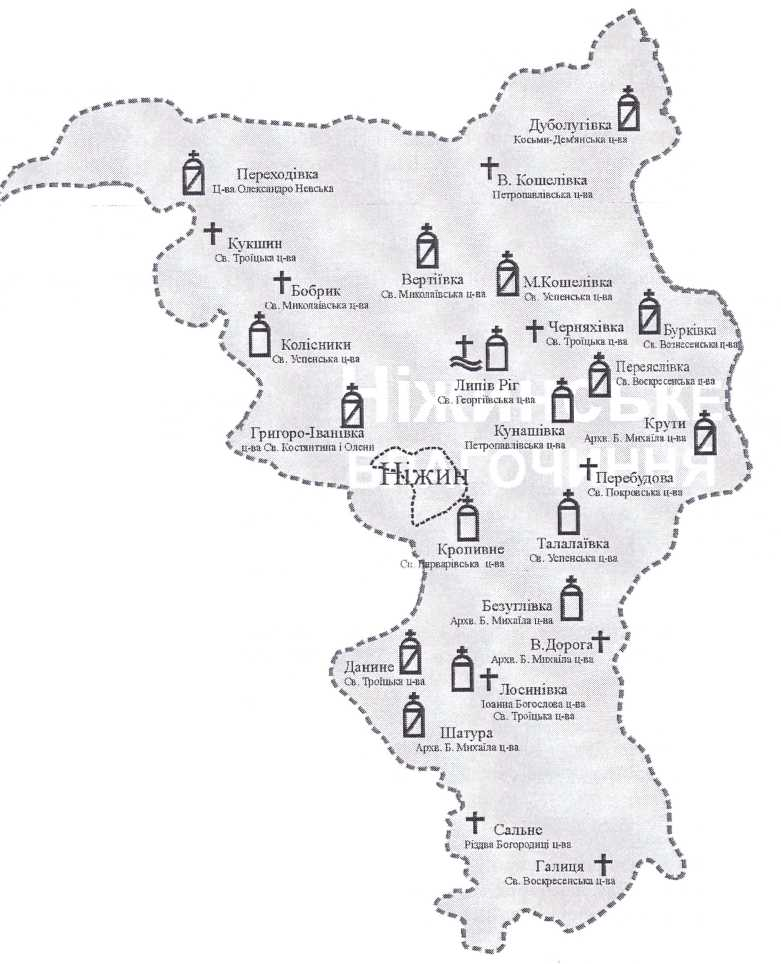 Дуболугівка
Косьми-Дем'янська ц-ва
Переходівка
Ц-ва Олександро Невська
В. Кошелівка
Петропавлівська ц-ва
Кукшин
Св. Троїцька ц-ва
Бобрик
Св. Миколаївська ц-ва
Вертіївка
Св. Миколаївська ц-ва
М.Кошелівка
Св. Успенська ц-ва
Колісники
Св. Успенська ц-ва
Черняхівка
Св. Троїцька ц-ва
Бурківка
Св. Вознесенська ц-ва
Липів Ріг
Св. Георгіївська ц-ва
Переяслівка
Св. Воскресенська ц-ва
Ніжинське
Григоро-Іванівка
ц-ва Св. Костянтина і Олени
Кунашівка
Петропавлівська ц-ва
Крути
Арх. Б. Михаїла ц-ва
Ніжин
Перебудова
Св. Покровська ц-ва
Кропивне
Св. Варварівська ц-ва
Талалаївка
Св. Успенська ц-ва
Безуглівка
Архв. Б. Михаїла ц-ва
В.Дорога
Архв. Б. Михаїла ц-ва
Данине
Св. Троїцька ц-ва
Лосинівка
Іоанна Богослова ц-ва
Св. Троїцька ц-ва
Шатура
Архв. Б. Михаїла ц-ва
Сальне
Різдва Богородиці ц-ва
Галиця
Св. Воскресенська ц-ва